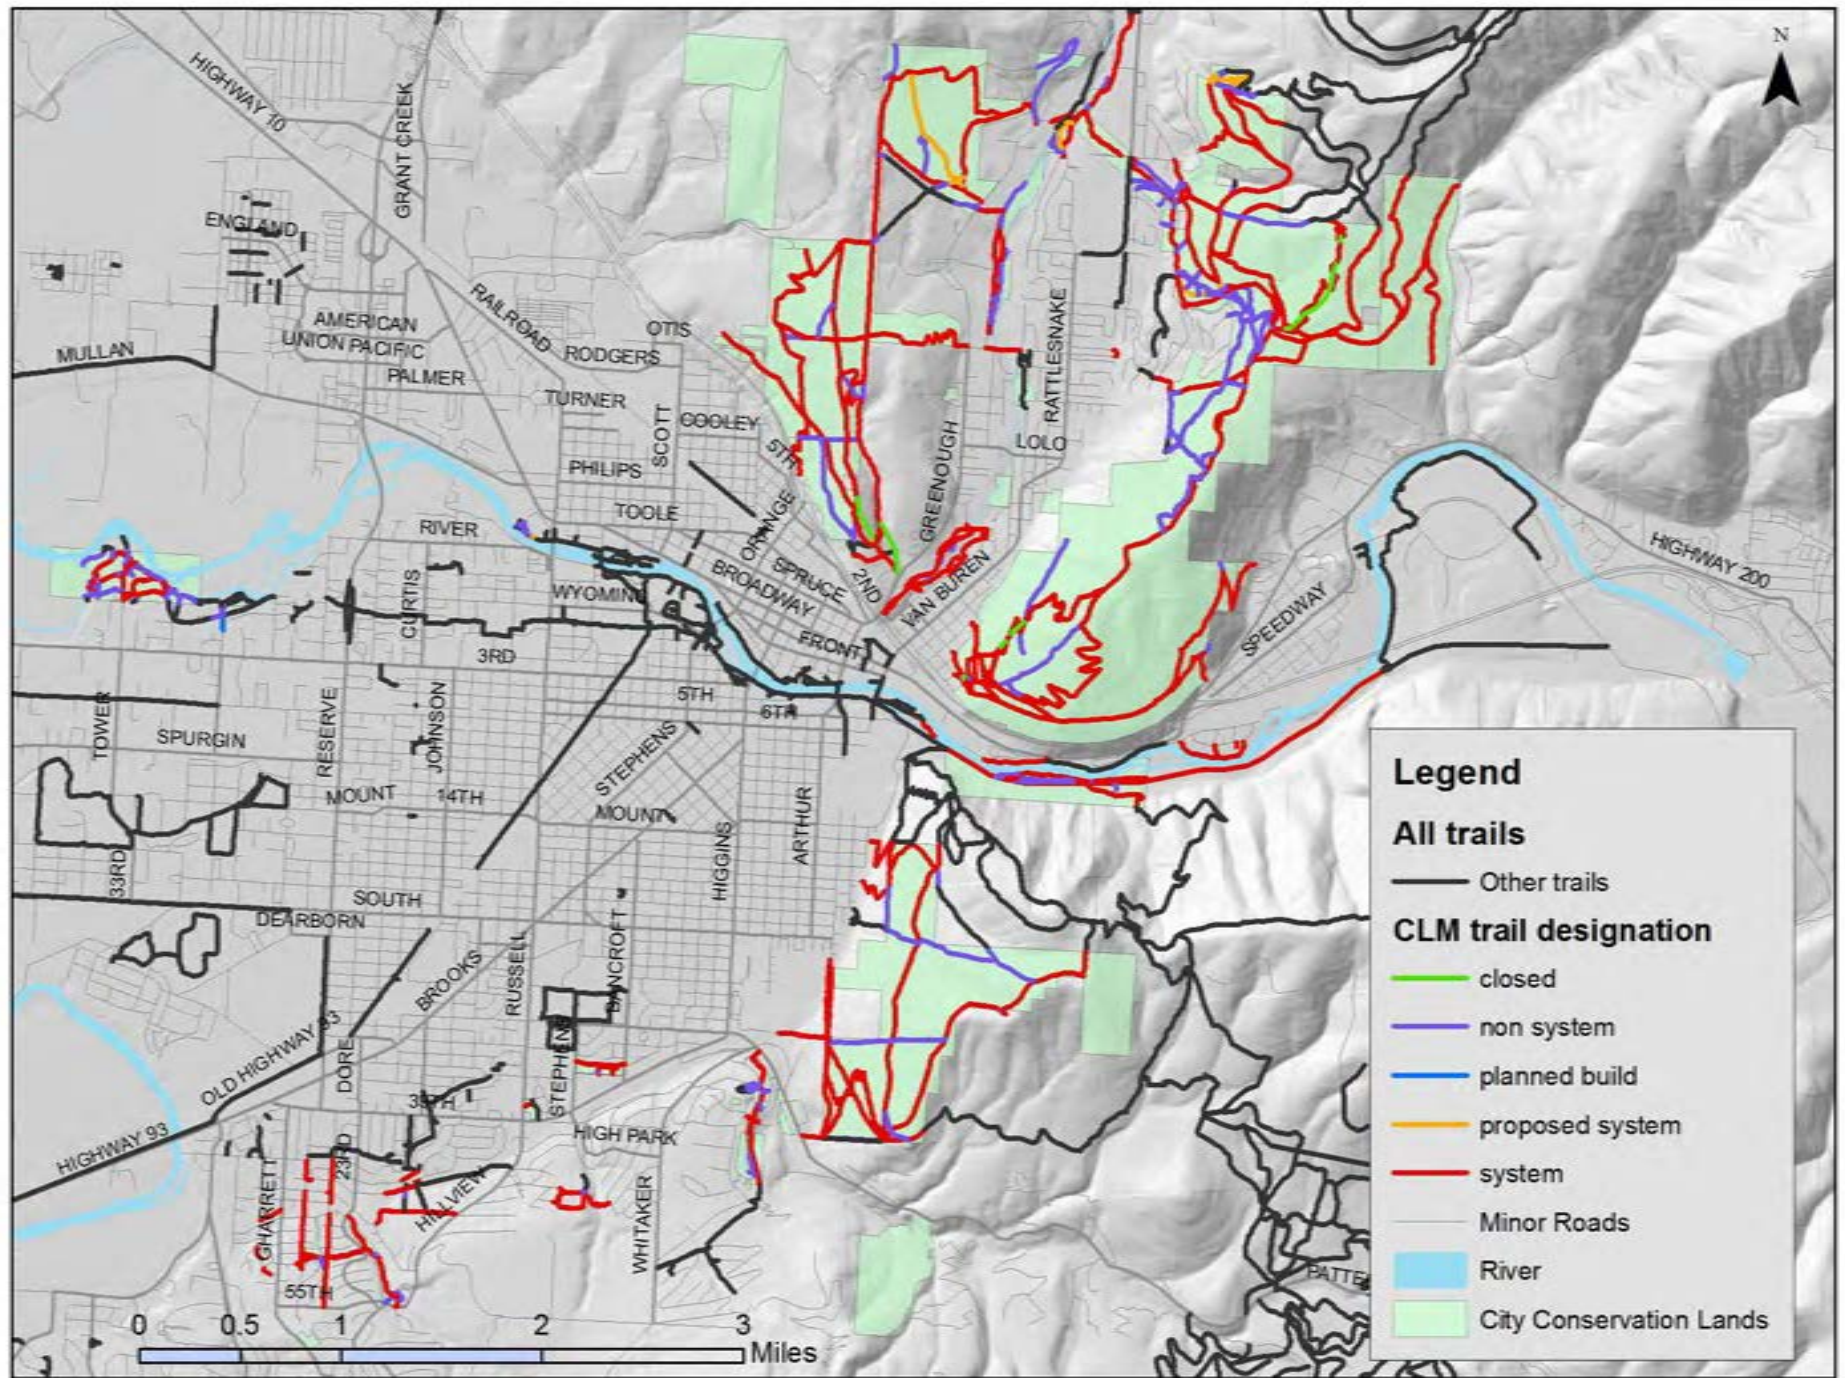 N
HIGHWAY 10
GRANT CREEK
ENGLAND
RAILROAD
OTIS
AMERICAN
UNION PACIFIC
RODGERS
MULLAN
PALMER
RATTLESNAKE
TURNER
SCOTT
COOLEY
LOLO
5TH
GREENOUGH
PHILIPS
TOOLE
ORANGE
RIVER
SPRUCE
BROADWAY
2ND
VAN BUREN
HIGHWAY 200
WYOMING
CURTIS
FRONT
SPEEDWAY
3RD
5TH
6TH
TOWER
SPURGIN
RESERVE
JOHNSON
STEPHENS
MOUNT
14TH
MOUNT
ARTHUR
HIGGINS
33RD
SOUTH
DEARBORN
BROOKS
RUSSELL
BANCROFT
OLD HIGHWAY 93
DORE
STEPHENS
39TH
HIGH PARK
HIGHWAY 93
23RD
GHARRETT
HILLVIEW
WHITAKER
55TH
PATTE
0 0.5 1 2 3
Miles
Legend
All trails
Other trails
CLM trail designation
closed
non system
planned build
proposed system
system
Minor Roads
River
City Conservation Lands